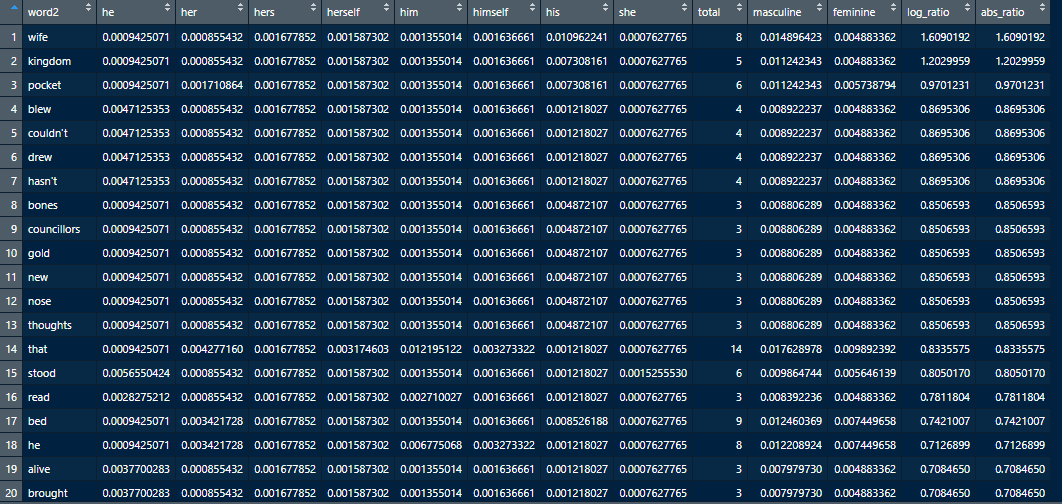 word2 he her hers herself him himself his she total masculine feminine log_ratio abs_ratio
1 wife 0.0009425071 0.000855432 0.001677852 0.001587302 0.001355014 0.001636661 0.010962241 0.0007627765 8 0.014896423 0.004883362 1.6090192 1.6090192
2 kingdom 0.0009425071 0.000855432 0.001677852 0.001587302 0.001355014 0.001636661 0.007308161 0.0007627765 5 0.011242343 0.004883362 1.2029959 1.2029959
3 pocket 0.0009425071 0.001710864 0.001677852 0.001587302 0.001355014 0.001636661 0.007308161 0.0007627765 6 0.011242343 0.005738794 0.9701231 0.9701231
4 blew 0.0047125353 0.000855432 0.001677852 0.001587302 0.001355014 0.001636661 0.001218027 0.0007627765 4 0.008922237 0.004883362 0.8695306 0.8695306
5 couldn't 0.0047125353 0.000855432 0.001677852 0.001587302 0.001355014 0.001636661 0.001218027 0.0007627765 4 0.008922237 0.004883362 0.8695306 0.8695306
6 drew 0.0047125353 0.000855432 0.001677852 0.001587302 0.001355014 0.001636661 0.001218027 0.0007627765 4 0.008922237 0.004883362 0.8695306 0.8695306
7 hasn't 0.0047125353 0.000855432 0.001677852 0.001587302 0.001355014 0.001636661 0.001218027 0.0007627765 4 0.008922237 0.004883362 0.8695306 0.8695306
8 bones 0.0009425071 0.000855432 0.001677852 0.001587302 0.001355014 0.001636661 0.004872107 0.0007627765 3 0.008806289 0.004883362 0.8506593 0.8506593
9 councillors 0.0009425071 0.000855432 0.001677852 0.001587302 0.001355014 0.001636661 0.004872107 0.0007627765 3 0.008806289 0.004883362 0.8506593 0.8506593
10 gold 0.0009425071 0.000855432 0.001677852 0.001587302 0.001355014 0.001636661 0.004872107 0.0007627765 3 0.008806289 0.004883362 0.8506593 0.8506593
11 new 0.0009425071 0.000855432 0.001677852 0.001587302 0.001355014 0.001636661 0.004872107 0.0007627765 3 0.008806289 0.004883362 0.8506593 0.8506593
12 nose 0.0009425071 0.000855432 0.001677852 0.001587302 0.001355014 0.001636661 0.004872107 0.0007627765 3 0.008806289 0.004883362 0.8506593 0.8506593
13 thoughts 0.0009425071 0.000855432 0.001677852 0.001587302 0.001355014 0.001636661 0.004872107 0.0007627765 3 0.008806289 0.004883362 0.8506593 0.8506593
14 that 0.0009425071 0.004277160 0.001677852 0.003174603 0.012195122 0.003273322 0.001218027 0.0007627765 14 0.017628978 0.009892392 0.8335575 0.8335575
15 stood 0.0056550424 0.000855432 0.001677852 0.001587302 0.001355014 0.001636661 0.001218027 0.0015255530 6 0.009864744 0.005646139 0.8050170 0.8050170
16 read 0.0028275212 0.000855432 0.001677852 0.001587302 0.002710027 0.001636661 0.001218027 0.0007627765 3 0.008392236 0.004883362 0.7811804 0.7811804
17 bed 0.0009425071 0.003421728 0.001677852 0.001587302 0.001355014 0.001636661 0.008526188 0.0007627765 9 0.012460369 0.007449658 0.7421007 0.7421007
18 he 0.0009425071 0.003421728 0.001677852 0.001587302 0.006775068 0.003273322 0.001218027 0.0007627765 8 0.012208924 0.007449658 0.7126899 0.7126899
19 alive 0.0037700283 0.000855432 0.001677852 0.001587302 0.001355014 0.001636661 0.001218027 0.0007627765 3 0.007979730 0.004883362 0.7084650 0.7084650
20 brought 0.0037700283 0.000855432 0.001677852 0.001587302 0.001355014 0.001636661 0.001218027 0.0007627765 3 0.007979730 0.004883362 0.7084650 0.7084650